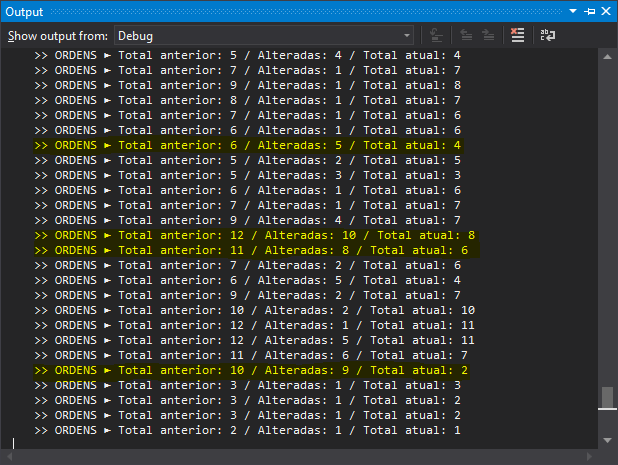 Output
Show output from: Debug
>> ORDENS ► Total anterior: 5 / Alteradas: 4 / Total atual: 4
>> ORDENS ► Total anterior: 7 / Alteradas: 1 / Total atual: 7
>> ORDENS ► Total anterior: 9 / Alteradas: 1 / Total atual: 8
>> ORDENS ► Total anterior: 8 / Alteradas: 1 / Total atual: 7
>> ORDENS ► Total anterior: 7 / Alteradas: 1 / Total atual: 6
>> ORDENS ► Total anterior: 6 / Alteradas: 1 / Total atual: 6
>> ORDENS ► Total anterior: 6 / Alteradas: 5 / Total atual: 4
>> ORDENS ► Total anterior: 5 / Alteradas: 2 / Total atual: 5
>> ORDENS ► Total anterior: 5 / Alteradas: 3 / Total atual: 3
>> ORDENS ► Total anterior: 6 / Alteradas: 1 / Total atual: 6
>> ORDENS ► Total anterior: 7 / Alteradas: 1 / Total atual: 7
>> ORDENS ► Total anterior: 9 / Alteradas: 4 / Total atual: 7
>> ORDENS ► Total anterior: 12 / Alteradas: 10 / Total atual: 8
>> ORDENS ► Total anterior: 11 / Alteradas: 8 / Total atual: 6
>> ORDENS ► Total anterior: 7 / Alteradas: 2 / Total atual: 6
>> ORDENS ► Total anterior: 6 / Alteradas: 5 / Total atual: 4
>> ORDENS ► Total anterior: 9 / Alteradas: 2 / Total atual: 7
>> ORDENS ► Total anterior: 10 / Alteradas: 2 / Total atual: 10
>> ORDENS ► Total anterior: 12 / Alteradas: 1 / Total atual: 11
>> ORDENS ► Total anterior: 12 / Alteradas: 5 / Total atual: 11
>> ORDENS ► Total anterior: 11 / Alteradas: 6 / Total atual: 7
>> ORDENS ► Total anterior: 10 / Alteradas: 9 / Total atual: 2
>> ORDENS ► Total anterior: 3 / Alteradas: 1 / Total atual: 3
>> ORDENS ► Total anterior: 3 / Alteradas: 1 / Total atual: 2
>> ORDENS ► Total anterior: 3 / Alteradas: 1 / Total atual: 2
>> ORDENS ► Total anterior: 2 / Alteradas: 1 / Total atual: 1